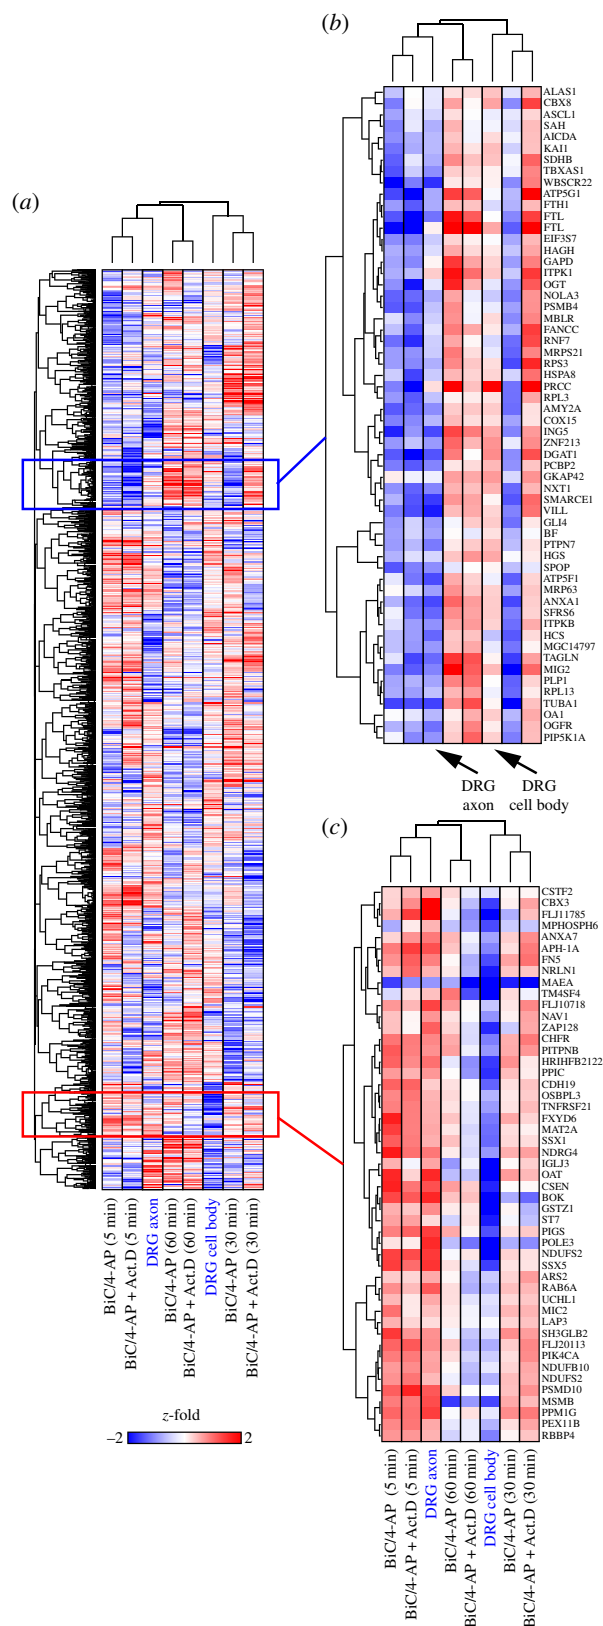 (a)
BiC/4-AP (5 min)
BiC/4-AP + Act.D (5 min)
DRG axon
BiC/4-AP (60 min)
BiC/4-AP + Act.D (60 min)
DRG cell body
BiC/4-AP (30 min)
BiC/4-AP + Act.D (30 min)
z-fold
–2
2
(b)
ALAS1
CBX8
ASCL1
SAH
AICDA
KAI1
SDHB
TBXAS1
WBSCR22
ATP5G1
FTH1
FTL
FTL
EIF3S7
HAGH
GAPD
ITPK1
OGT
NOLA3
PSMB4
MBLR
FANCC
RNF7
MRPS21
RPS3
HSPA8
PRCC
RPL3
AMY2A
COX15
ING5
ZNF213
DGAT1
PCBP2
GKAP42
NXT1
SMARCE1
VILL
GLI4
BF
PTPN7
HGS
SPOP
ATP5F1
MRP63
ANXA1
SFRS6
ITPKB
HCS
MGC14797
TAGLN
MIG2
PLP1
RPL13
TUBA1
OA1
OGFR
PIP5K1A
DRG
axon
DRG
cell body
(c)
CSTF2
CBX3
FLJ11785
MPHOSPH6
ANXA7
APH-1A
FN5
NRLN1
MAEA
TM4SF4
FLJ10718
NAV1
ZAP128
CHFR
PITPNB
HRIHFB2122
PPIC
CDH19
OSBPL3
TNFRSF21
FXYD6
MAT2A
SSX1
NDRG4
IGLJ3
OAT
CSEN
BOK
GSTZ1
ST7
PIGS
POLE3
NDUFS2
SSX5
ARS2
RAB6A
UCHL1
MIC2
LAP3
SH3GLB2
FLJ20113
PIK4CA
NDUFB10
NDUFS2
PSMD10
MSMB
PPM1G
PEX11B
RBBP4
BiC/4-AP (5 min)
BiC/4-AP + Act.D (5 min)
DRG axon
BiC/4-AP (60 min)
BiC/4-AP + Act.D (60 min)
DRG cell body
BiC/4-AP (30 min)
BiC/4-AP + Act.D (30 min)